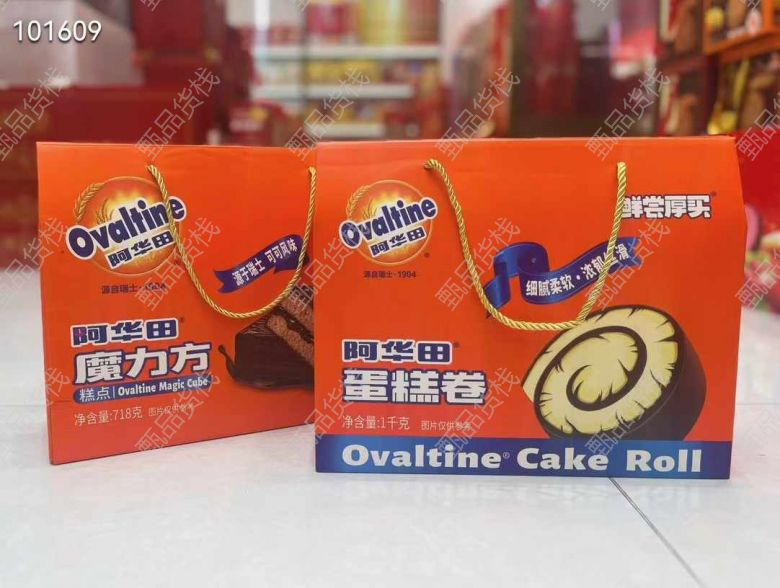 101609
Ovaltine
阿华田
源自瑞士·1904
源于瑞士 可可风味
阿华田
魔力方
糕点 Ovaltine Magic Cube
净含量:718克 图片仅供参考
Ovaltine
阿华田
源自瑞士·1904
鲜尝厚买
细腻柔软·浓郁丝滑
阿华田
蛋糕卷
净含量:1千克 图片仅供参考
Ovaltine Cake Roll
甄品货栈